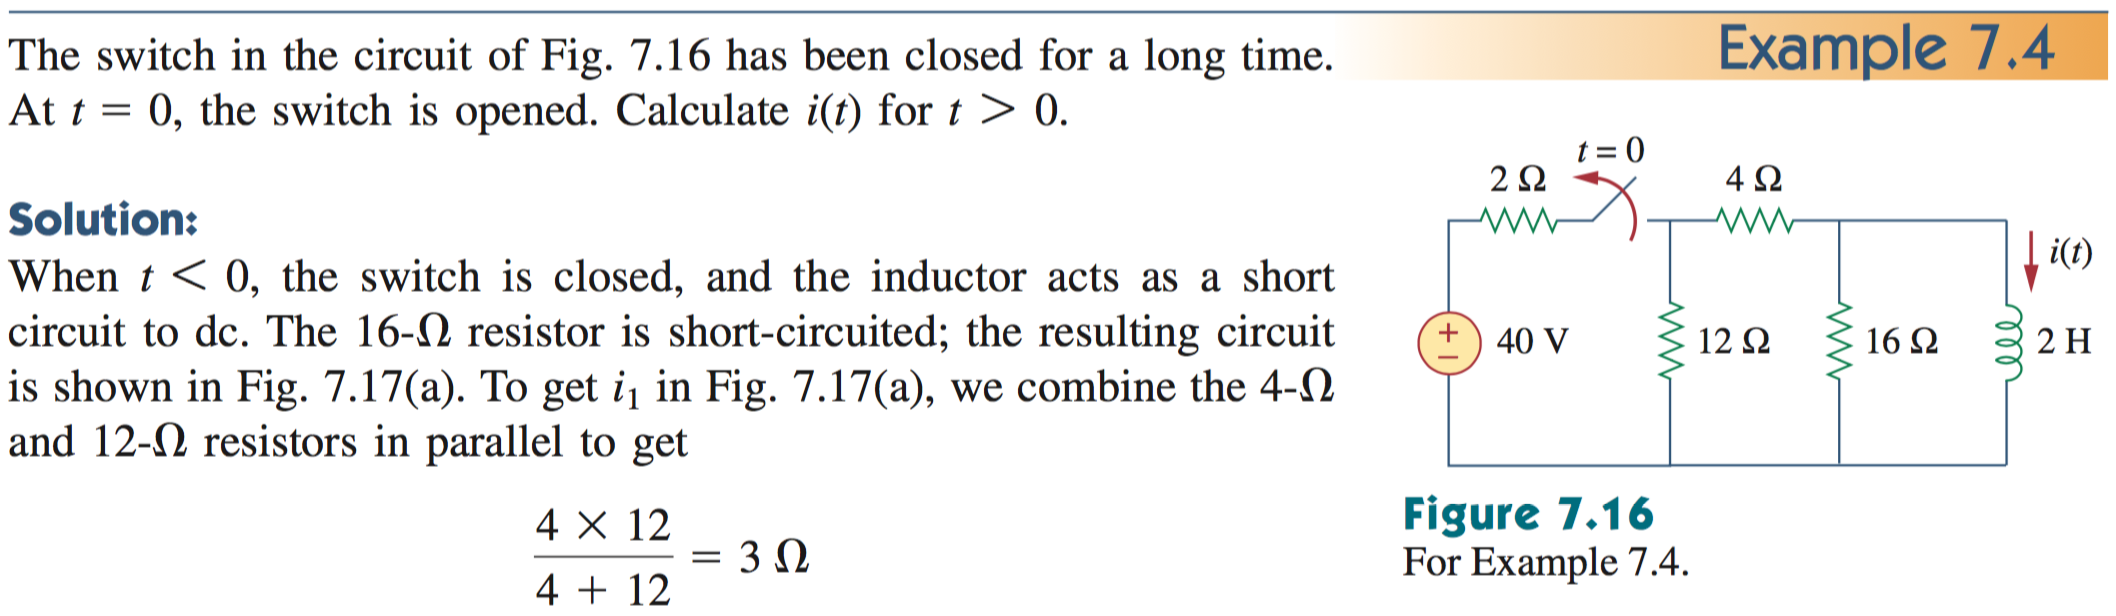 Example 7.4
The switch in the circuit of Fig. 7.16 has been closed for a long time.
At t = 0, the switch is opened. Calculate i(t) for t > 0.
Solution:
When t < 0, the switch is closed, and the inductor acts as a short
circuit to dc. The 16-Ω resistor is short-circuited; the resulting circuit
is shown in Fig. 7.17(a). To get i₁ in Fig. 7.17(a), we combine the 4-Ω
and 12-Ω resistors in parallel to get
4 × 12
4 + 12
= 3 Ω
t = 0
2 Ω
4 Ω
i(t)
+
−
40 V
12 Ω
16 Ω
2 H
Figure 7.16
For Example 7.4.